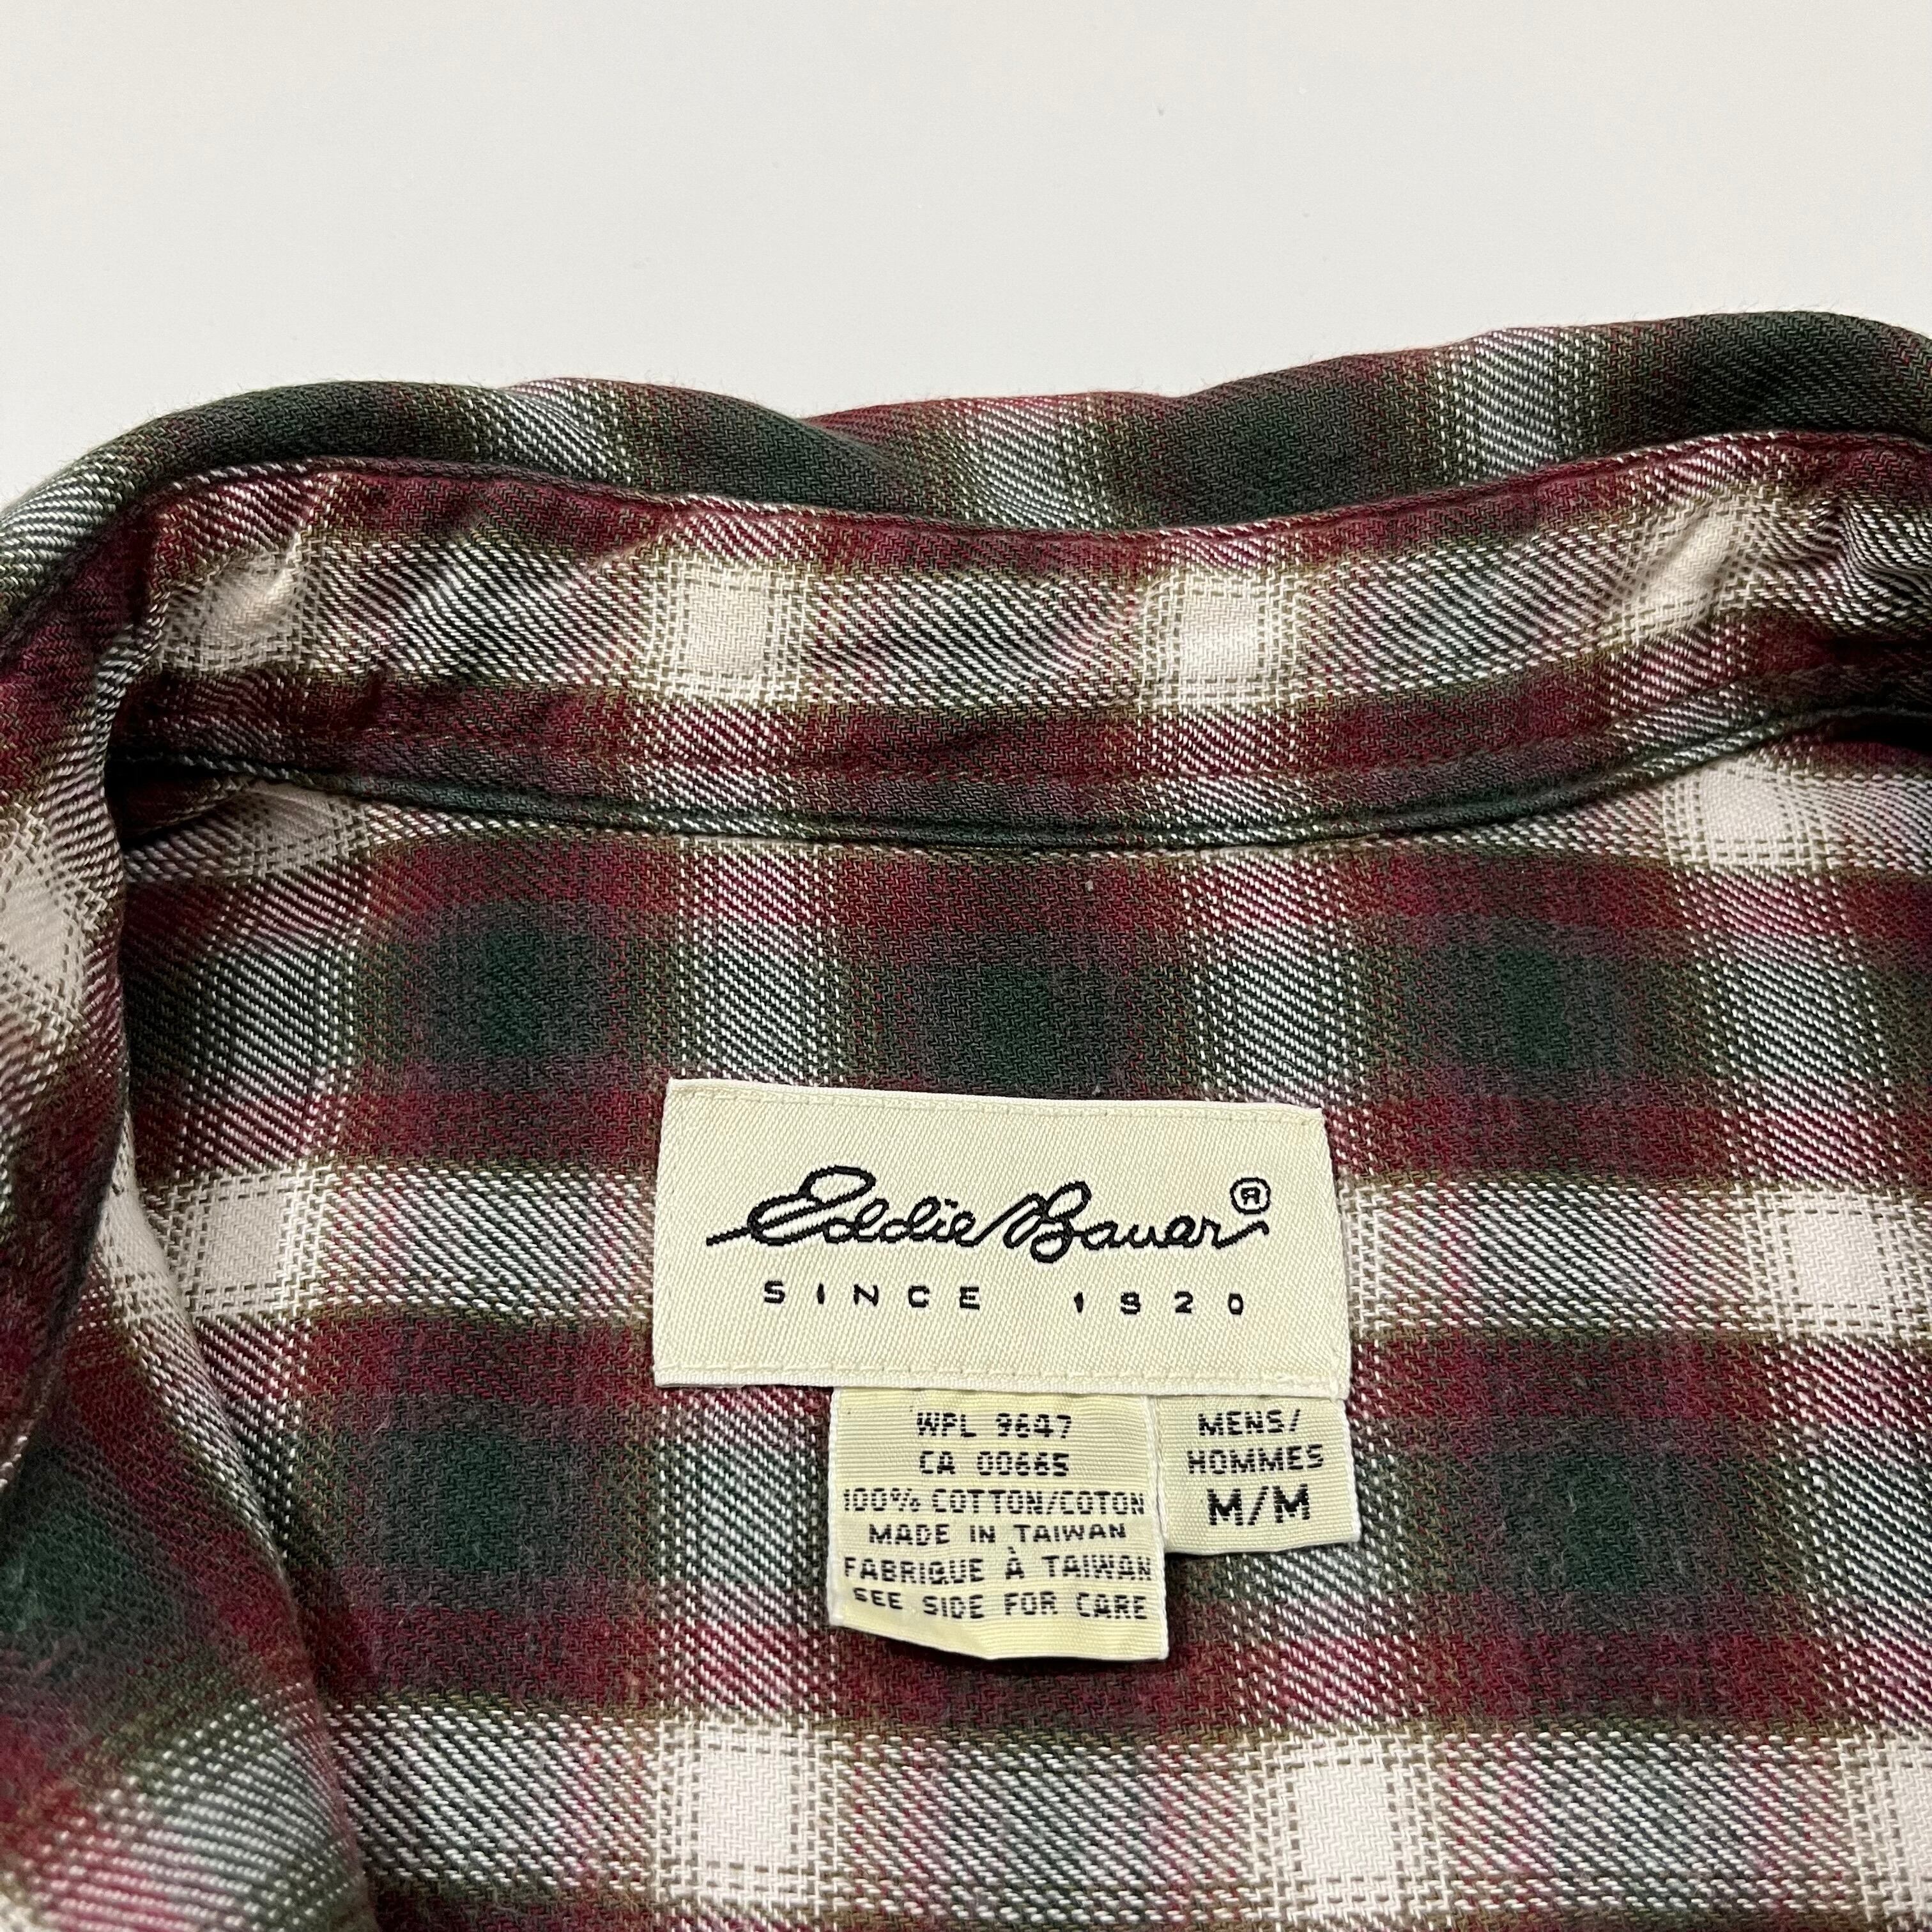 Eddie Bauer®
SINCE 1920
WPL 9647
CA 00665
100% COTTON/COTON
MADE IN TAIWAN
FABRIQUE À TAIWAN
SEE SIDE FOR CARE
MENS/
HOMMES
M/M